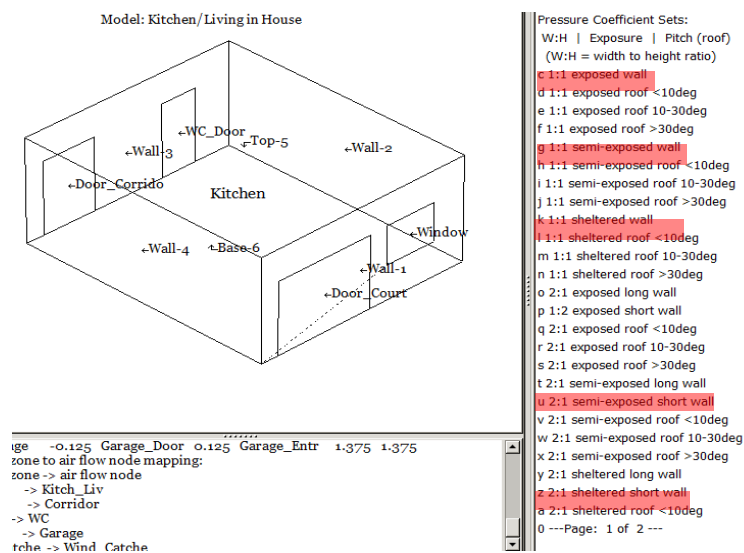 Model: Kitchen/Living in House
WC_Door
Top-5
Wall-3
Wall-2
Door_Corrido
Kitchen
Wall-4
Base-6
Window
Wall-1
Door_Court
age -0.125 Garage_Door 0.125 Garage_Entr 1.375 1.375
zone to air flow node mapping:
zone -> air flow node
-> Kitch_Liv
-> Corridor
-> WC
-> Garage
tche -> Wind_Catche
Pressure Coefficient Sets:
W:H | Exposure | Pitch (roof)
(W:H = width to height ratio)
c 1:1 exposed wall
d 1:1 exposed roof <10deg
e 1:1 exposed roof 10-30deg
f 1:1 exposed roof >30deg
g 1:1 semi-exposed wall
h 1:1 semi-exposed roof <10deg
i 1:1 semi-exposed roof 10-30deg
j 1:1 semi-exposed roof >30deg
k 1:1 sheltered wall
l 1:1 sheltered roof <10deg
m 1:1 sheltered roof 10-30deg
n 1:1 sheltered roof >30deg
o 2:1 exposed long wall
p 1:2 exposed short wall
q 2:1 exposed roof <10deg
r 2:1 exposed roof 10-30deg
s 2:1 exposed roof >30deg
t 2:1 semi-exposed long wall
u 2:1 semi-exposed short wall
v 2:1 semi-exposed roof <10deg
w 2:1 semi-exposed roof 10-30deg
x 2:1 semi-exposed roof >30deg
y 2:1 sheltered long wall
z 2:1 sheltered short wall
a 2:1 sheltered roof <10deg
0 ---Page: 1 of 2 ---